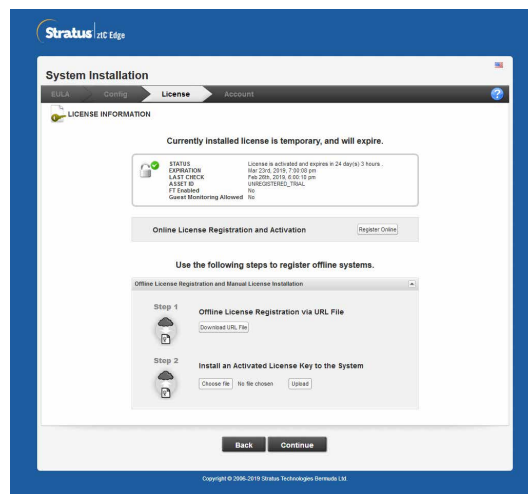 Stratus ztC Edge
System Installation
EULA Config License Account
LICENSE INFORMATION
Currently installed license is temporary, and will expire.
STATUS License is activated and expires in 24 day(s) 3 hours .
EXPIRATION Mar 23rd, 2019, 7:00:08 pm
LAST CHECK Feb 26th, 2019, 6:00:10 pm
ASSET ID UNREGISTERED_TRIAL
FT Enabled No
Guest Monitoring Allowed No
Online License Registration and Activation Register Online
Use the following steps to register offline systems.
Offline License Registration and Manual License Installation
Step 1
Offline License Registration via URL File
Download URL File
Step 2
Install an Activated License Key to the System
Choose file No file chosen Upload
Back Continue
Copyright © 2006-2019 Stratus Technologies Bermuda Ltd.